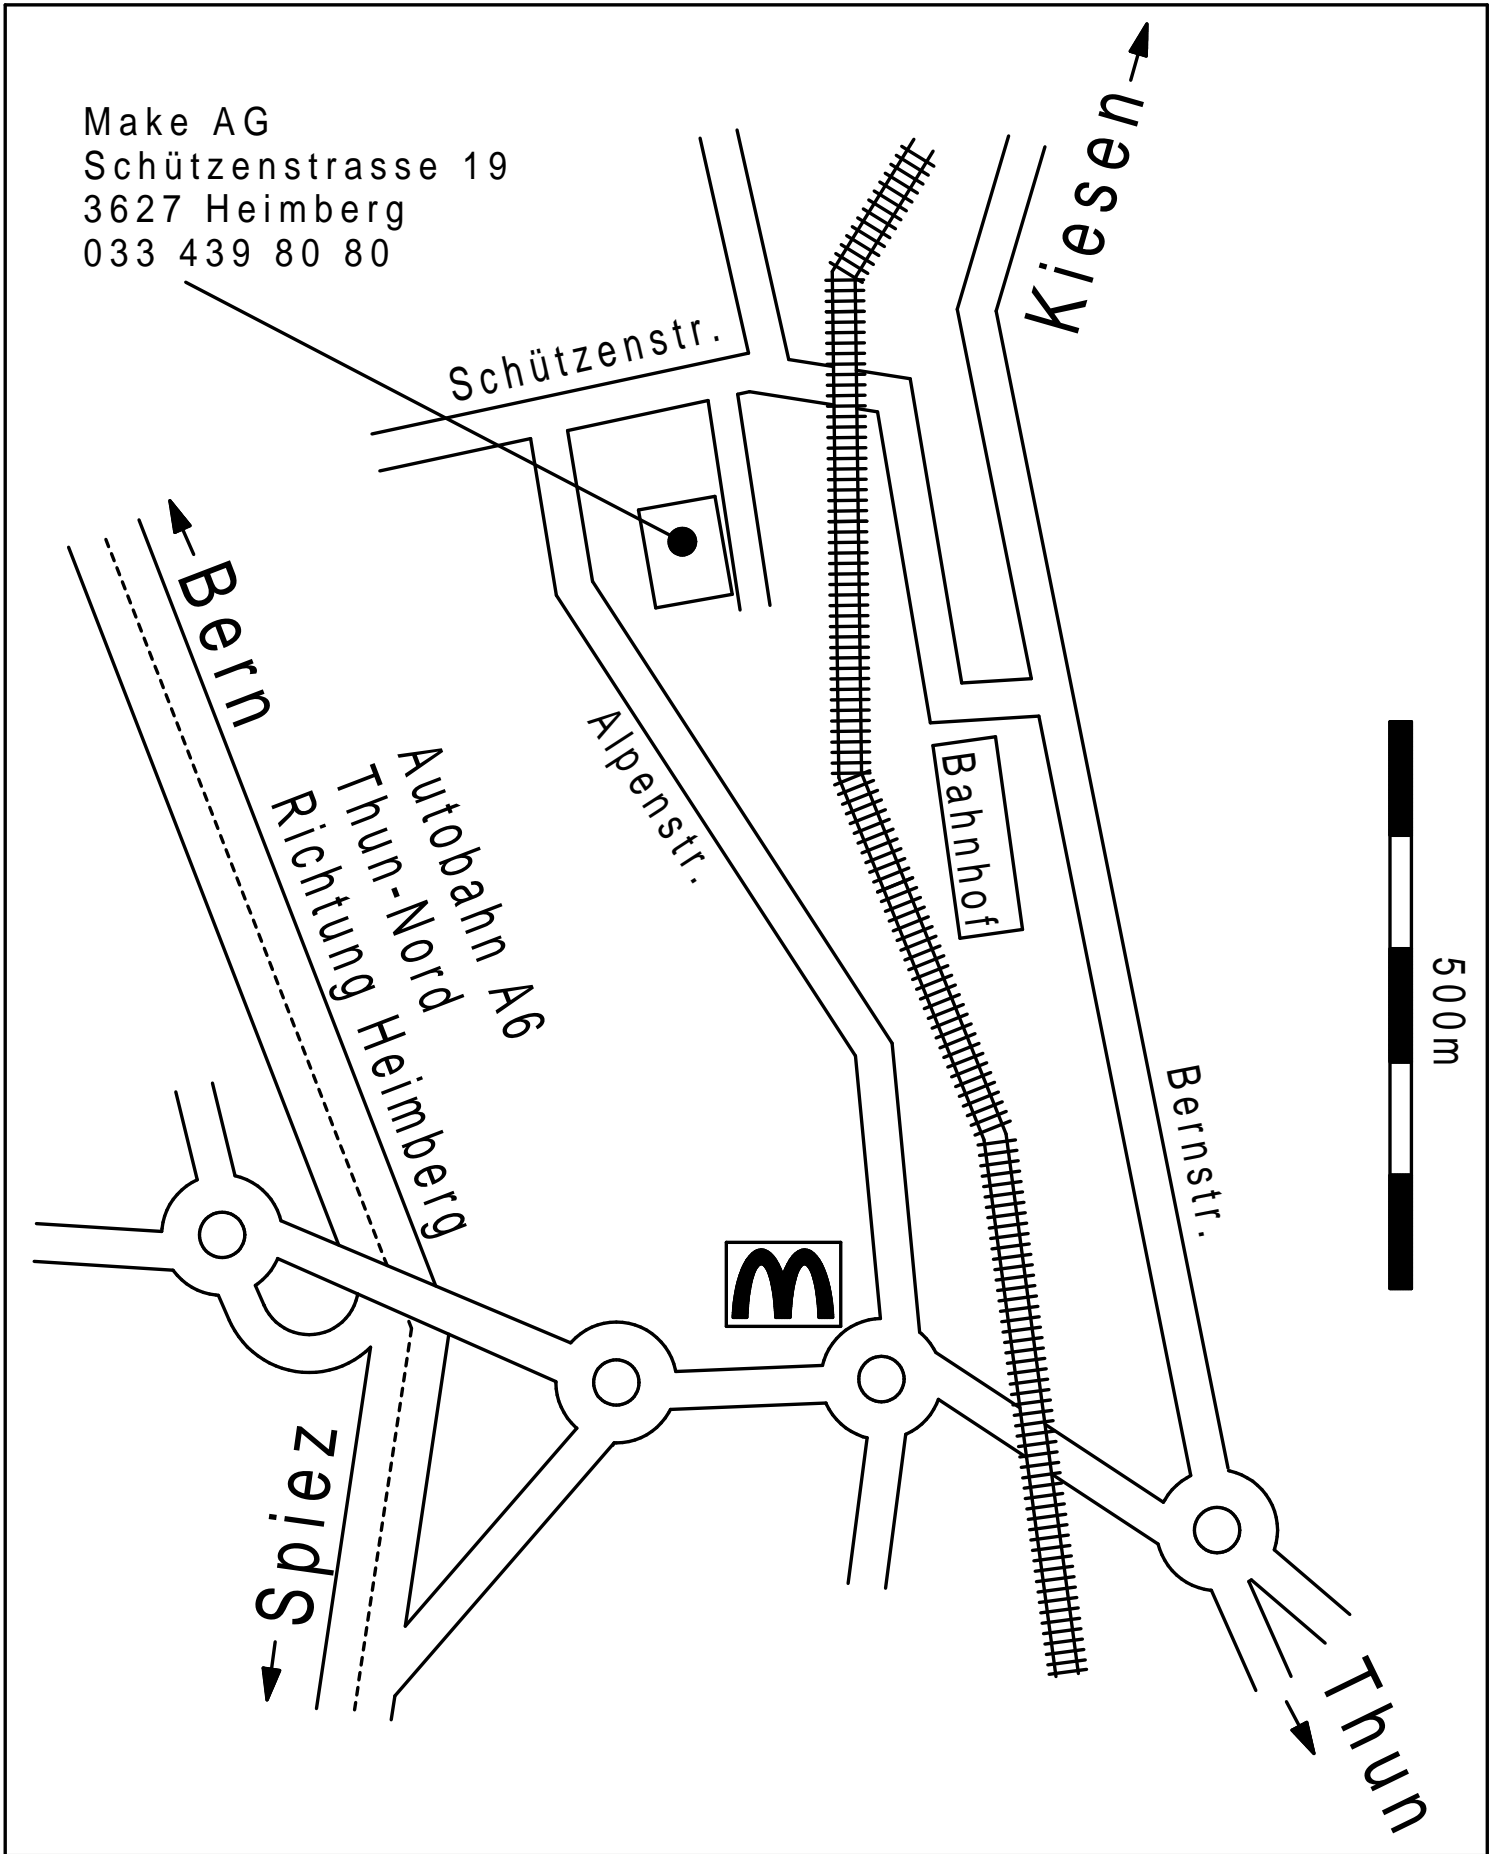 Make AG
Schützenstrasse 19
3627 Heimberg
033 439 80 80
Kiesen
Schützenstr.
Bern
Autobahn A6
Thun-Nord
Richtung Heimberg
Alpenstr.
Bahnhof
500m
Bernstr.
Spiez
Thun